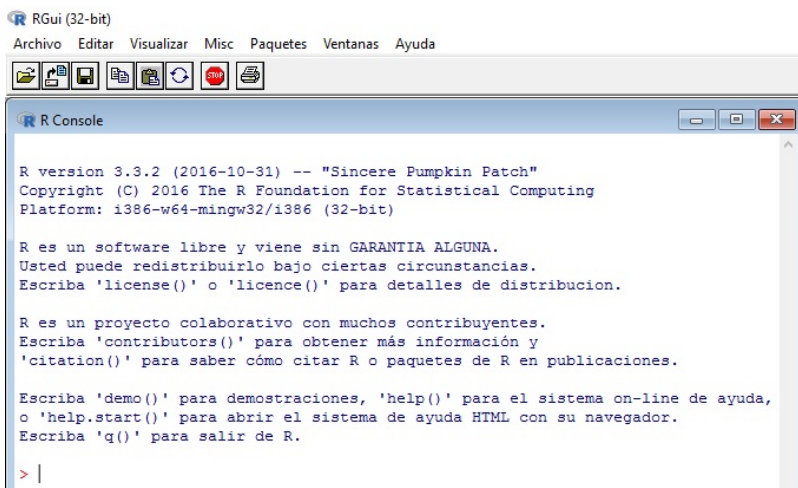 RGui (32-bit)
Archivo Editar Visualizar Misc Paquetes Ventanas Ayuda
STOP
R Console
R version 3.3.2 (2016-10-31) -- "Sincere Pumpkin Patch"
Copyright (C) 2016 The R Foundation for Statistical Computing
Platform: i386-w64-mingw32/i386 (32-bit)
R es un software libre y viene sin GARANTIA ALGUNA.
Usted puede redistribuirlo bajo ciertas circunstancias.
Escriba 'license()' o 'licence()' para detalles de distribucion.
R es un proyecto colaborativo con muchos contribuyentes.
Escriba 'contributors()' para obtener más información y
'citation()' para saber cómo citar R o paquetes de R en publicaciones.
Escriba 'demo()' para demostraciones, 'help()' para el sistema on-line de ayuda,
o 'help.start()' para abrir el sistema de ayuda HTML con su navegador.
Escriba 'q()' para salir de R.
>